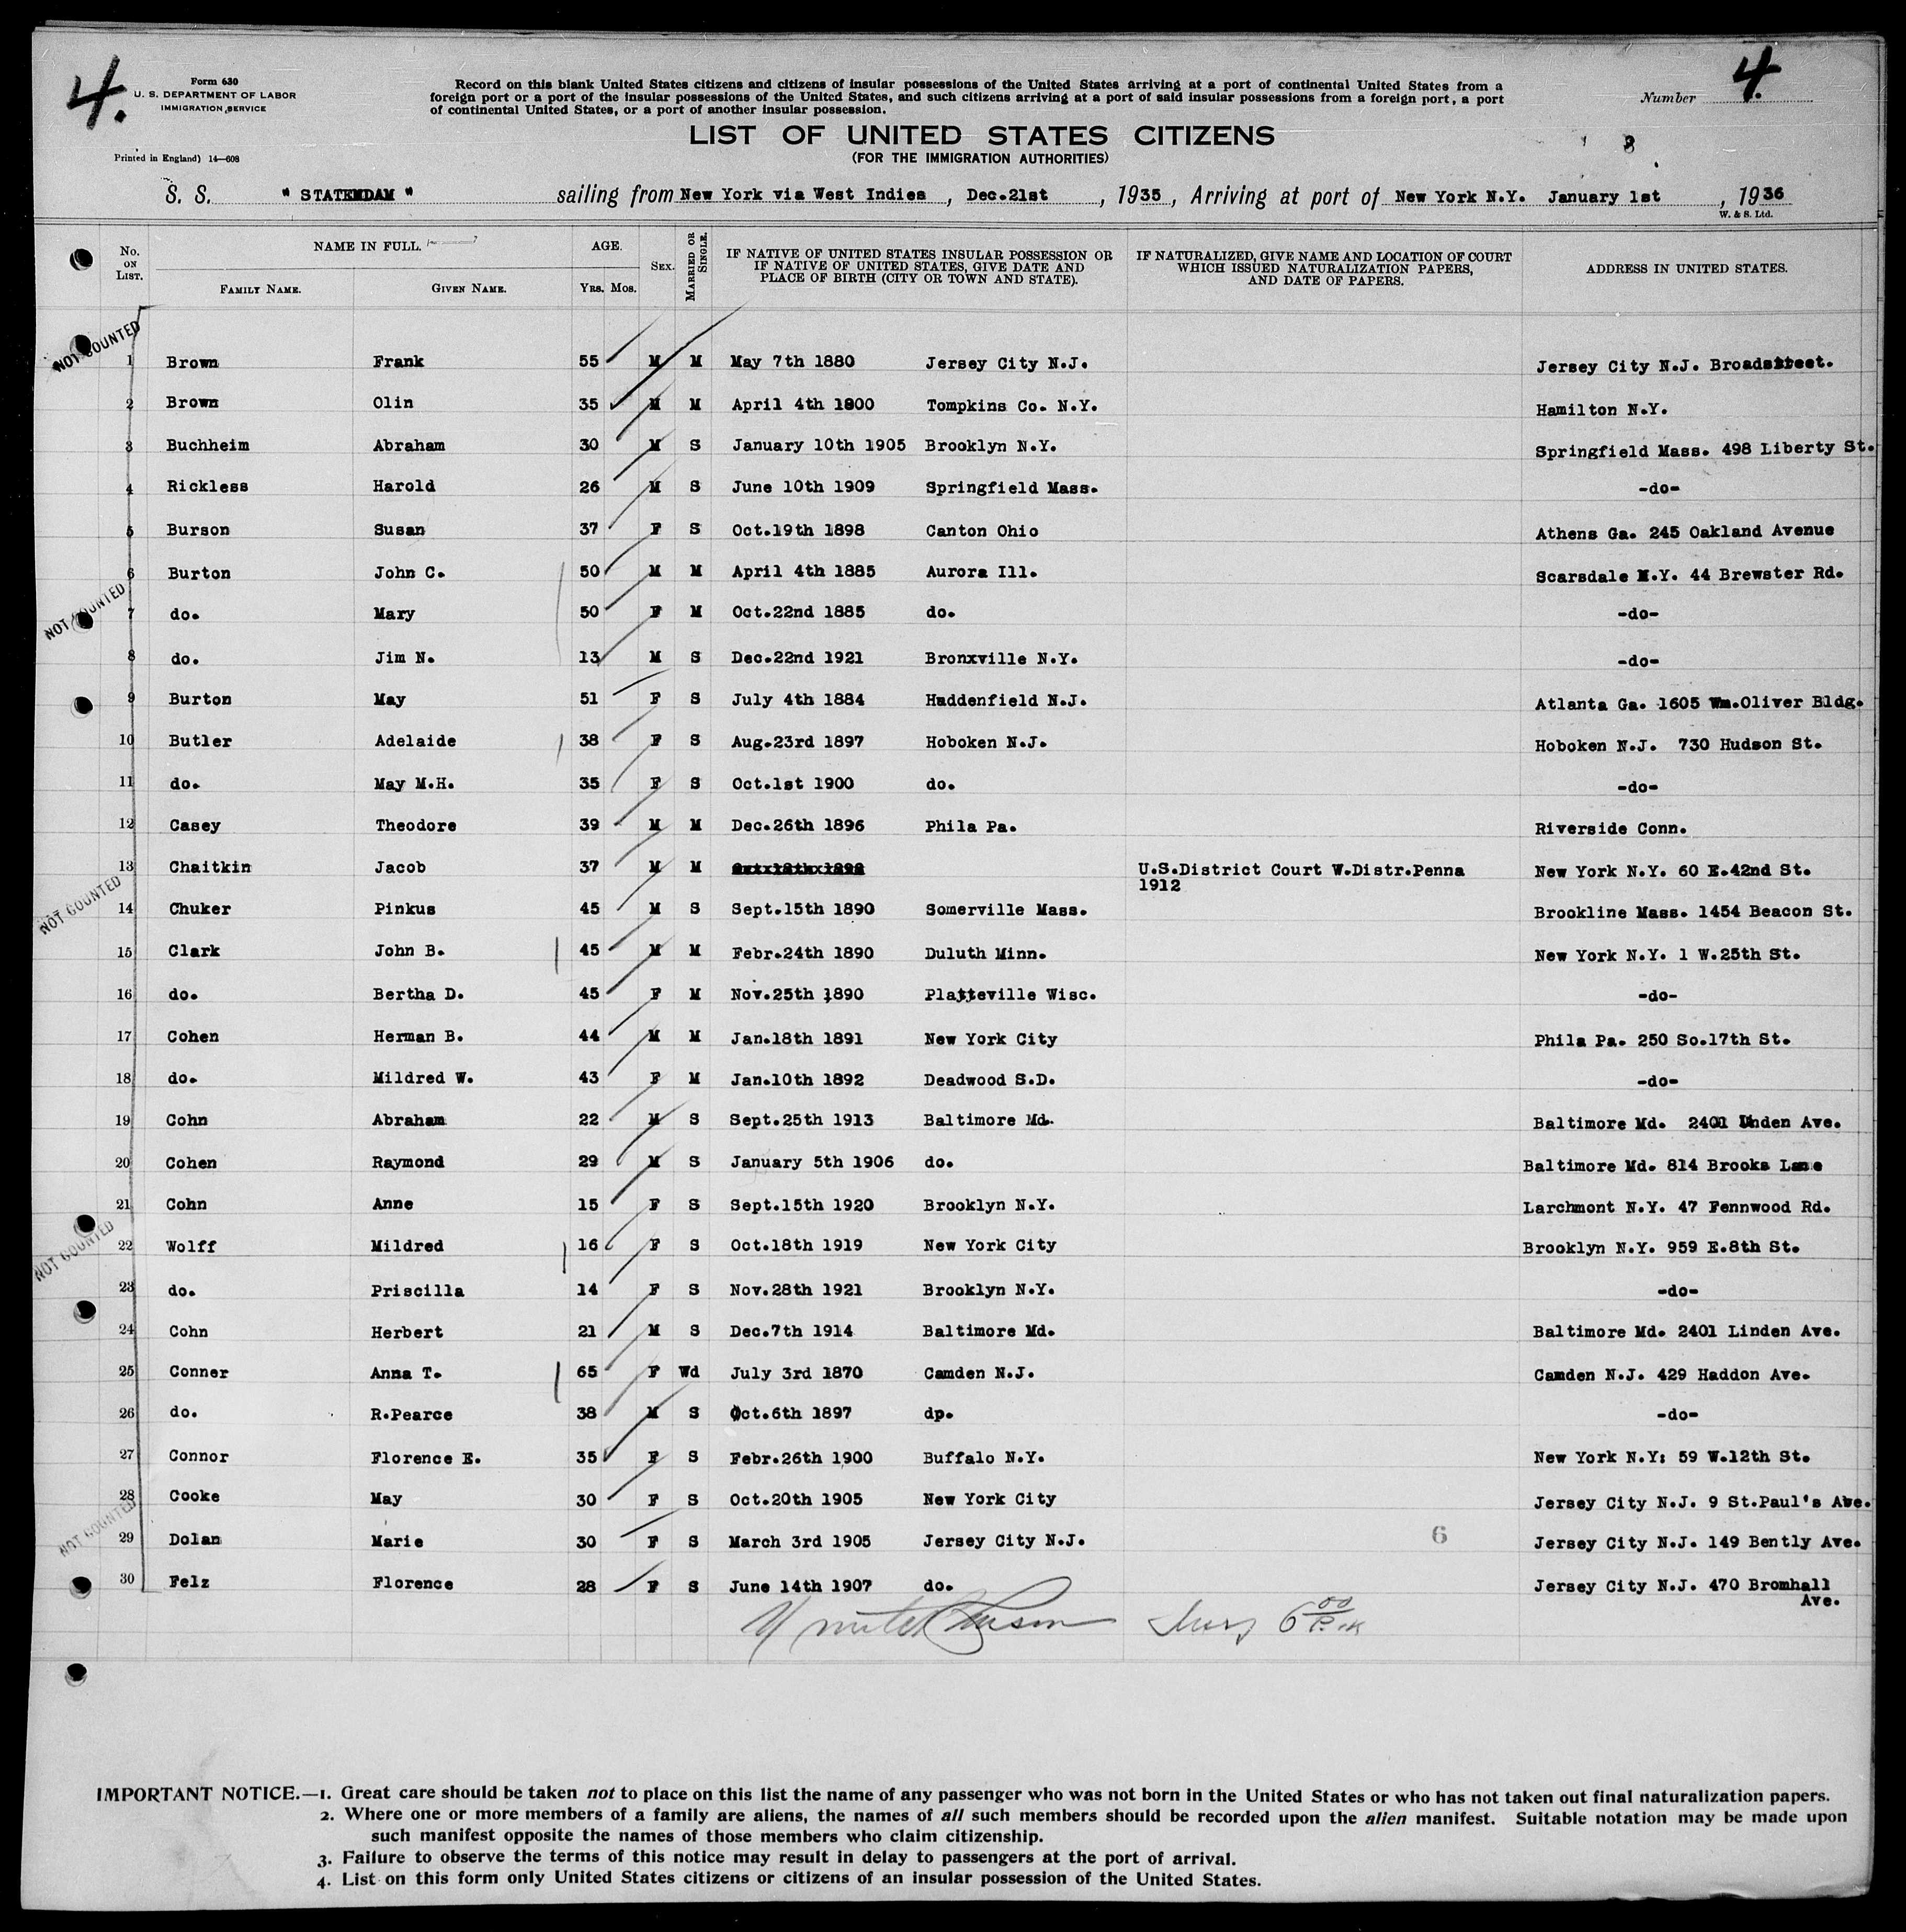 4.
Form 630
U. S. DEPARTMENT OF LABOR
IMMIGRATION SERVICE
Printed in England) 14—608
Record on this blank United States citizens and citizens of insular possessions of the United States arriving at a port of continental United States from a
foreign port or a port of the insular possessions of the United States, and such citizens arriving at a port of said insular possessions from a foreign port, a port
of continental United States, or a port of another insular possession.
Number 4.
LIST OF UNITED STATES CITIZENS
(FOR THE IMMIGRATION AUTHORITIES)
S. S. " STATENDAM " sailing from New York via West Indies, Dec.21st, 1935, Arriving at port of New York N.Y. January 1st, 1936
W. & S. Ltd.
No. ON LIST. NAME IN FULL. FAMILY NAME. GIVEN NAME. AGE. YRS. MOS. SEX. MARRIED OR SINGLE. IF NATIVE OF UNITED STATES INSULAR POSSESSION OR IF NATIVE OF UNITED STATES, GIVE DATE AND PLACE OF BIRTH (CITY OR TOWN AND STATE). IF NATURALIZED, GIVE NAME AND LOCATION OF COURT WHICH ISSUED NATURALIZATION PAPERS, AND DATE OF PAPERS. ADDRESS IN UNITED STATES.
NOT COUNTED
1 Brown Frank 55 M M May 7th 1880 Jersey City N.J. Jersey City N.J. Broadstreet.
2 Brown Olin 35 M M April 4th 1800 Tompkins Co. N.Y. Hamilton N.Y.
3 Buchheim Abraham 30 M S January 10th 1905 Brooklyn N.Y. Springfield Mass. 498 Liberty St.
4 Rickless Harold 26 M S June 10th 1909 Springfield Mass. -do-
5 Burson Susan 37 F S Oct.19th 1898 Canton Ohio Athens Ga. 245 Oakland Avenue
6 Burton John C. 50 M M April 4th 1885 Aurora Ill. Scarsdale N.Y. 44 Brewster Rd.
NOT COUNTED
7 do. Mary 50 F M Oct.22nd 1885 do. -do-
8 do. Jim N. 13 M S Dec.22nd 1921 Bronxville N.Y. -do-
9 Burton May 51 F S July 4th 1884 Haddenfield N.J. Atlanta Ga. 1605 Wm.Oliver Bldg.
10 Butler Adelaide 38 F S Aug.23rd 1897 Hoboken N.J. Hoboken N.J. 730 Hudson St.
11 do. May M.H. 35 F S Oct.1st 1900 do. -do-
12 Casey Theodore 39 M M Dec.26th 1896 Phila Pa. Riverside Conn.
13 Chaitkin Jacob 37 M M U.S.District Court W.Distr.Penna New York N.Y. 60 E.42nd St.
1912
NOT COUNTED
14 Chuker Pinkus 45 M S Sept.15th 1890 Somerville Mass. Brookline Mass. 1454 Beacon St.
15 Clark John B. 45 M M Febr.24th 1890 Duluth Minn. New York N.Y. 1 W.25th St.
16 do. Bertha D. 45 F M Nov.25th 1890 Platteville Wisc. -do-
17 Cohen Herman B. 44 M M Jan.18th 1891 New York City Phila Pa. 250 So.17th St.
18 do. Mildred W. 43 F M Jan.10th 1892 Deadwood S.D. -do-
19 Cohn Abraham 22 M S Sept.25th 1913 Baltimore Md. Baltimore Md. 2401 Linden Ave.
20 Cohen Raymond 29 M S January 5th 1906 do. Baltimore Md. 814 Brooks Lane
21 Cohn Anne 15 F S Sept.15th 1920 Brooklyn N.Y. Larchmont N.Y. 47 Fennwood Rd.
NOT COUNTED
22 Wolff Mildred 16 F S Oct.18th 1919 New York City Brooklyn N.Y. 959 E.8th St.
23 do. Priscilla 14 F S Nov.28th 1921 Brooklyn N.Y. -do-
24 Cohn Herbert 21 M S Dec.7th 1914 Baltimore Md. Baltimore Md. 2401 Linden Ave.
25 Conner Anna T. 65 F Wd July 3rd 1870 Camden N.J. Camden N.J. 429 Haddon Ave.
26 do. R.Pearce 38 M S Oct.6th 1897 dp. -do-
27 Connor Florence E. 35 F S Febr.26th 1900 Buffalo N.Y. New York N.Y: 59 W.12th St.
28 Cooke May 30 F S Oct.20th 1905 New York City Jersey City N.J. 9 St.Paul's Ave.
NOT COUNTED
29 Dolan Marie 30 F S March 3rd 1905 Jersey City N.J. 6 Jersey City N.J. 149 Bently Ave.
30 Felz Florence 28 F S June 14th 1907 do. Jersey City N.J. 470 Bromhall
Ave.
IMPORTANT NOTICE.—1. Great care should be taken not to place on this list the name of any passenger who was not born in the United States or who has not taken out final naturalization papers.
2. Where one or more members of a family are aliens, the names of all such members should be recorded upon the alien manifest. Suitable notation may be made upon
such manifest opposite the names of those members who claim citizenship.
3. Failure to observe the terms of this notice may result in delay to passengers at the port of arrival.
4. List on this form only United States citizens or citizens of an insular possession of the United States.